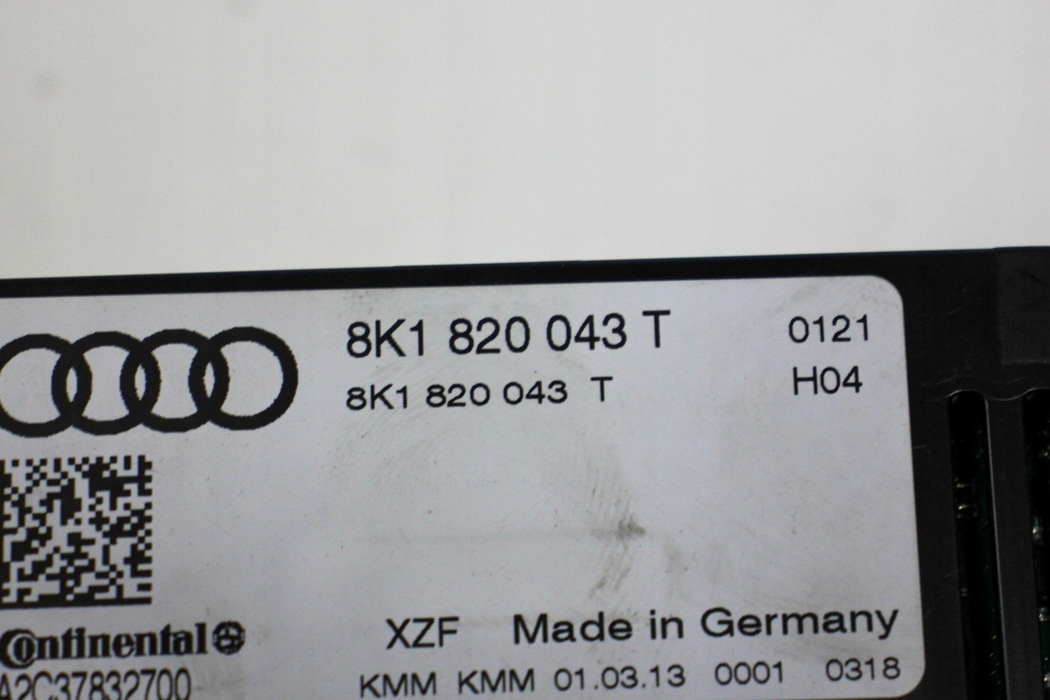 8K1 820 043 T 0121
8K1 820 043 T H04
Continental XZF Made in Germany
A2C37832700 KMM KMM 01.03.13 0001 0318